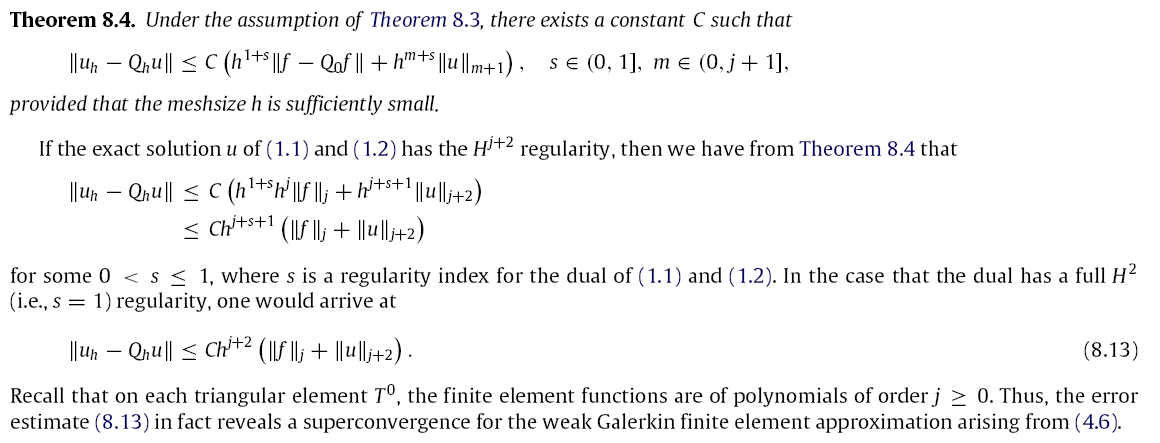 Theorem 8.4. Under the assumption of Theorem 8.3, there exists a constant C such that
‖u_h − Q_h u‖ ≤ C (h^{1+s}‖f − Q_0 f‖ + h^{m+s}‖u‖_{m+1}), s ∈ (0, 1], m ∈ (0, j + 1],
provided that the meshsize h is sufficiently small.
If the exact solution u of (1.1) and (1.2) has the H^{j+2} regularity, then we have from Theorem 8.4 that
‖u_h − Q_h u‖ ≤ C (h^{1+s}h^j‖f‖_j + h^{j+s+1}‖u‖_{j+2})
≤ Ch^{j+s+1} (‖f‖_j + ‖u‖_{j+2})
for some 0 < s ≤ 1, where s is a regularity index for the dual of (1.1) and (1.2). In the case that the dual has a full H^2
(i.e., s = 1) regularity, one would arrive at
‖u_h − Q_h u‖ ≤ Ch^{j+2} (‖f‖_j + ‖u‖_{j+2}). (8.13)
Recall that on each triangular element T^0, the finite element functions are of polynomials of order j ≥ 0. Thus, the error
estimate (8.13) in fact reveals a superconvergence for the weak Galerkin finite element approximation arising from (4.6).